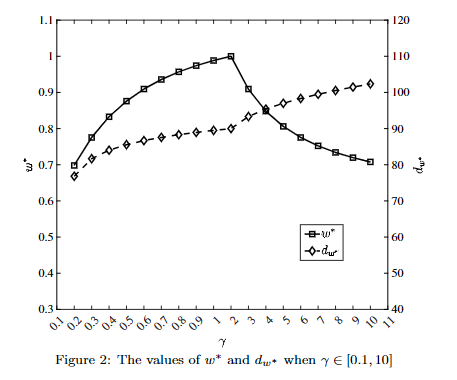 1.1
1
0.9
0.8
0.7
0.6
0.5
0.4
0.3
w*
120
110
100
90
80
70
60
50
40
d_{w*}
w*
d_{w*}
0.1 0.2 0.3 0.4 0.5 0.6 0.7 0.8 0.9 1 2 3 4 5 6 7 8 9 10 11
γ
Figure 2: The values of w* and d_{w*} when γ ∈ [0.1, 10]